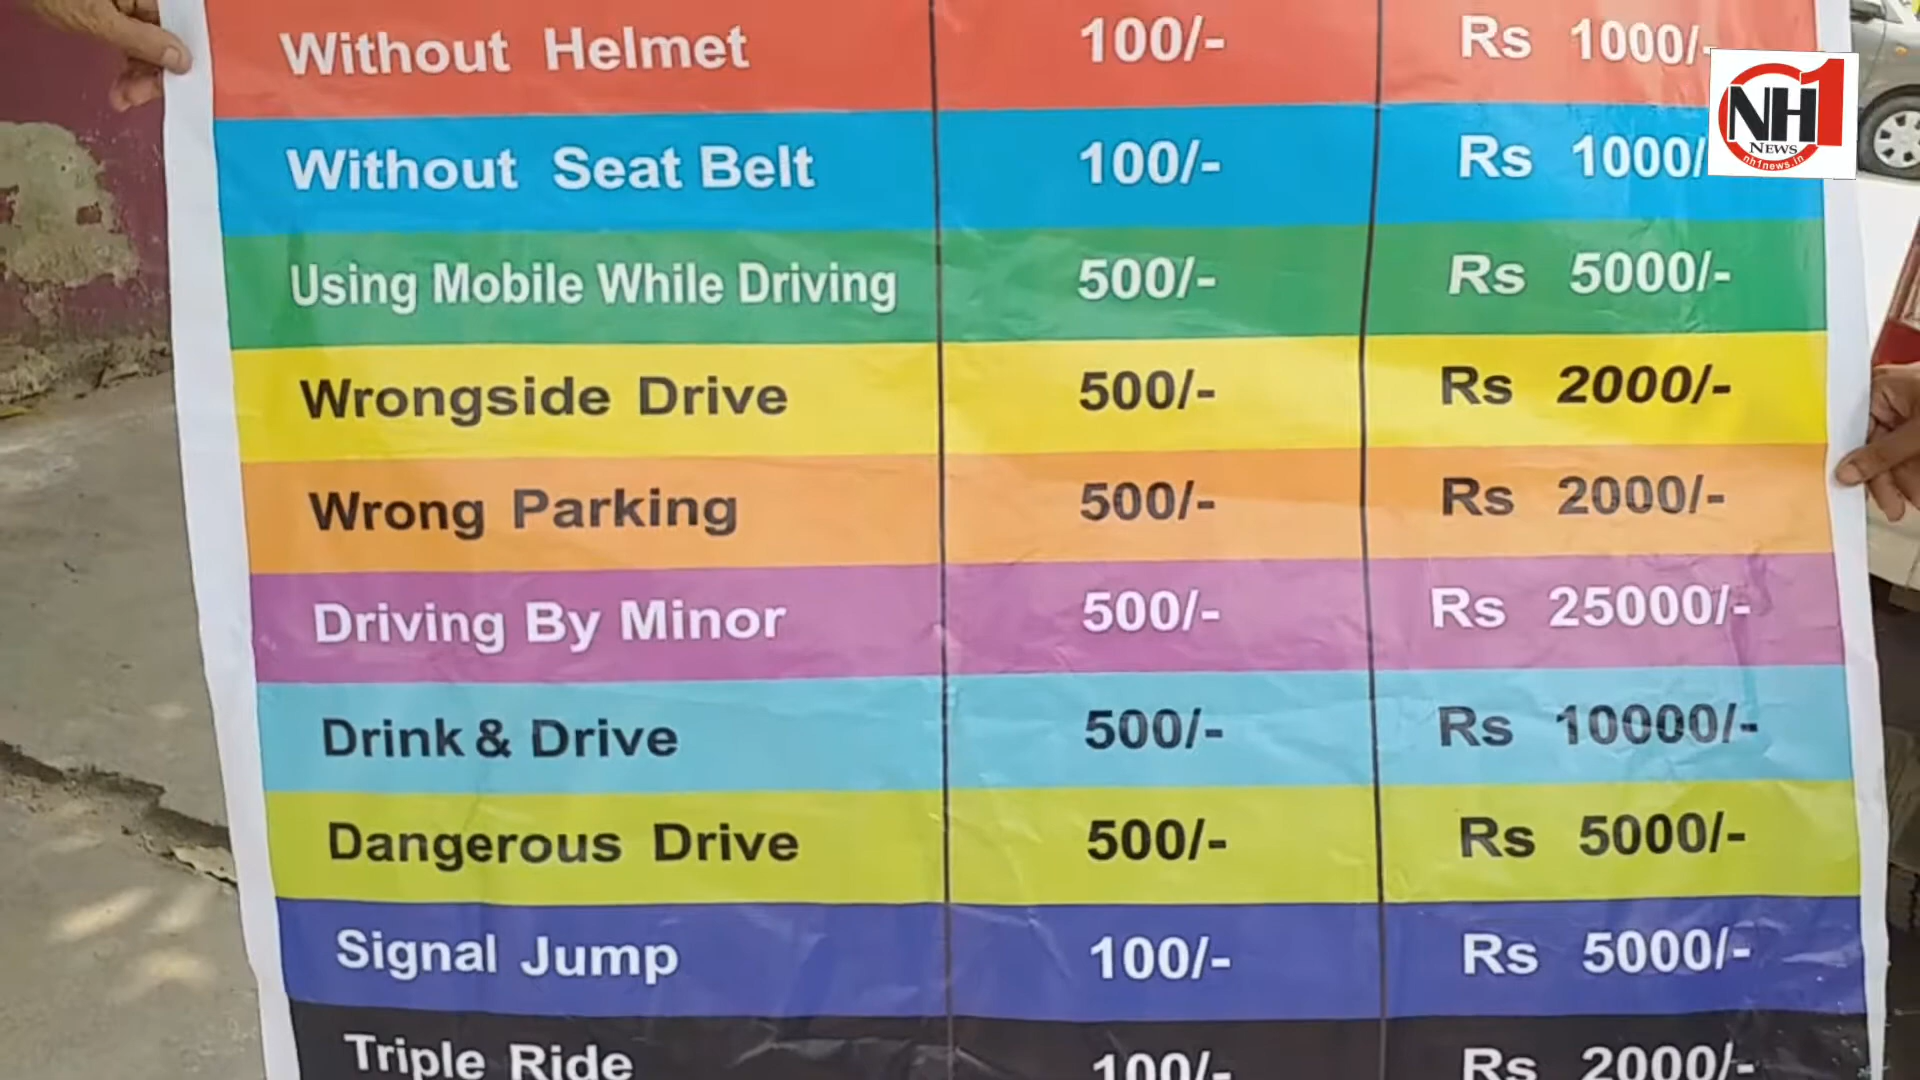 Without Helmet 100/- Rs 1000/-
NH1
NEWS
nh1news.in
Without Seat Belt 100/- Rs 1000/
Using Mobile While Driving 500/- Rs 5000/-
Wrongside Drive 500/- Rs 2000/-
Wrong Parking 500/- Rs 2000/-
Driving By Minor 500/- Rs 25000/-
Drink & Drive 500/- Rs 10000/-
Dangerous Drive 500/- Rs 5000/-
Signal Jump 100/- Rs 5000/-
Triple Ride 100/- Rs 2000/-